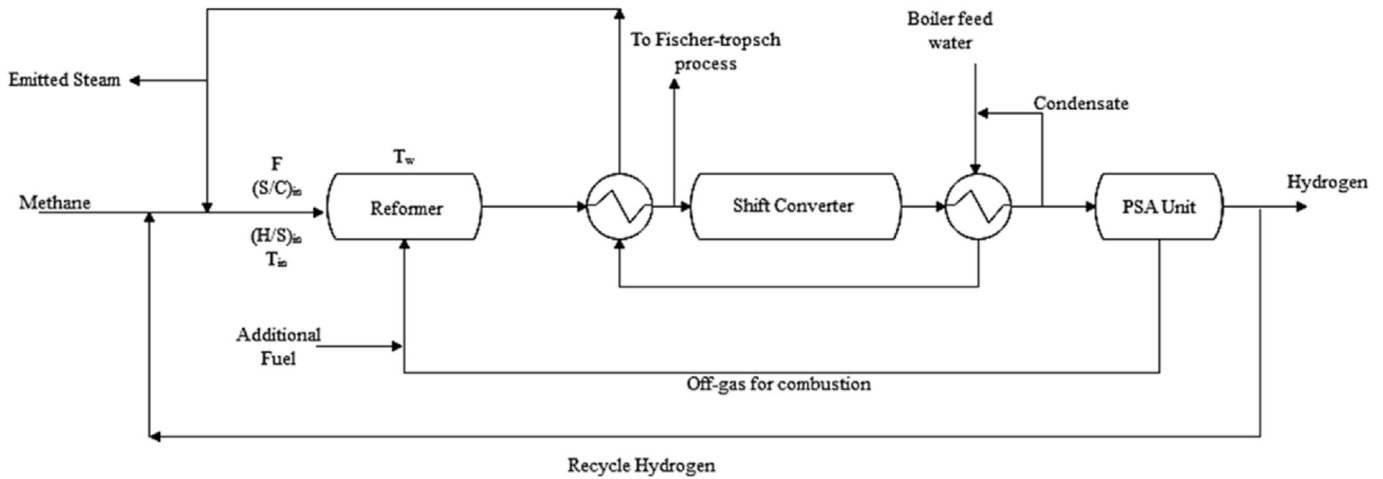 Boiler feed
water
To Fischer-tropsch
process
Emitted Steam
Condensate
F
(S/C)in
Tw
Methane
Reformer
Shift Converter
PSA Unit
Hydrogen
(H/S)in
Tin
Additional
Fuel
Off-gas for combustion
Recycle Hydrogen